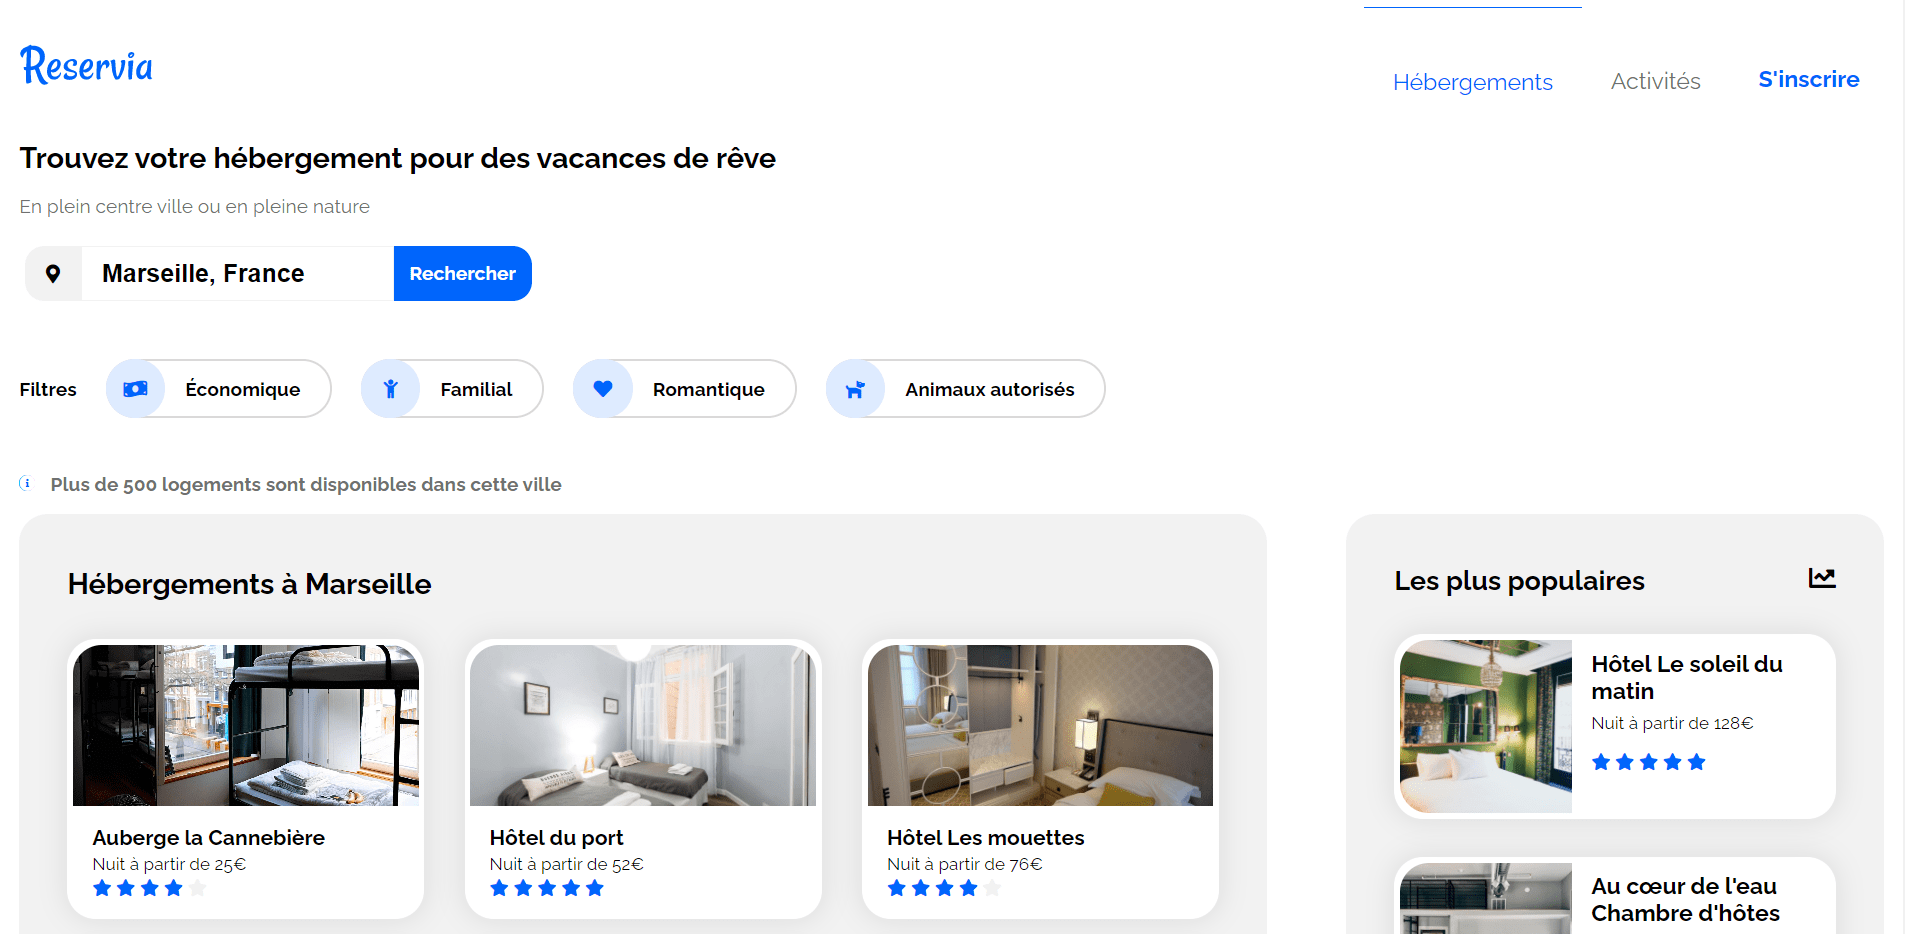 Reservia
Hébergements
Activités
S'inscrire
Trouvez votre hébergement pour des vacances de rêve
En plein centre ville ou en pleine nature
Marseille, France
Rechercher
Filtres
Économique
Familial
Romantique
Animaux autorisés
Plus de 500 logements sont disponibles dans cette ville
Hébergements à Marseille
Auberge la Cannebière
Nuit à partir de 25€
Hôtel du port
Nuit à partir de 52€
Hôtel Les mouettes
Nuit à partir de 76€
Les plus populaires
Hôtel Le soleil du
matin
Nuit à partir de 128€
Au cœur de l'eau
Chambre d'hôtes